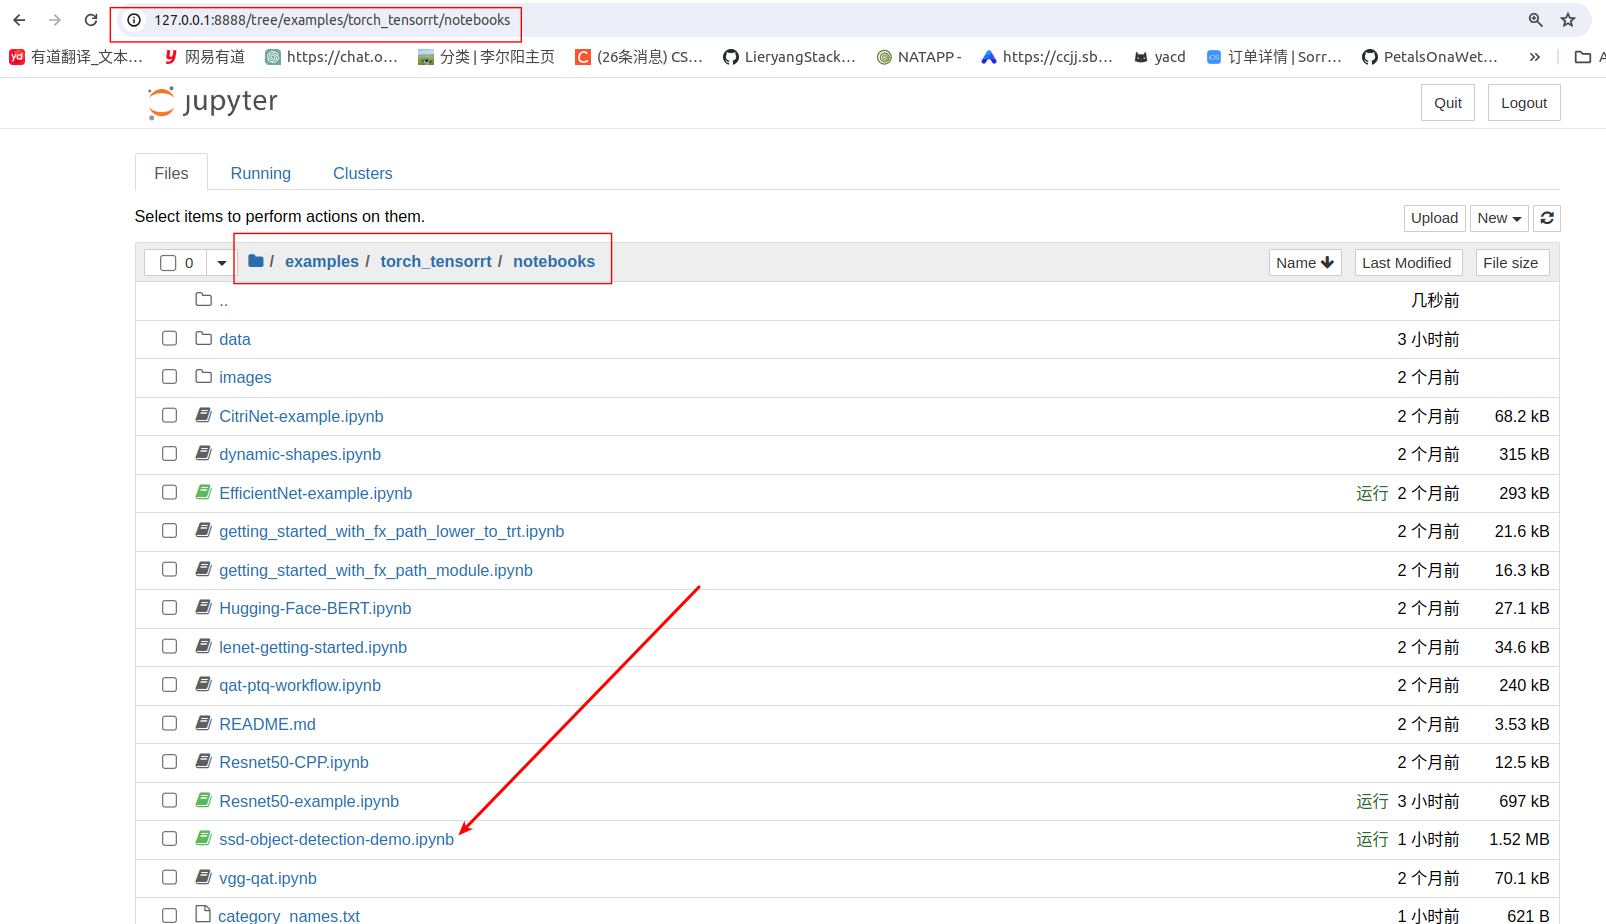 127.0.0.1:8888/tree/examples/torch_tensorrt/notebooks
yd 有道翻译_文本… 网易有道 https://chat.o… 分类 | 李尔阳主页 C (26条消息) CS… LieryangStack… NATAPP - https://ccjj.sb… yacd iOS 订单详情 | Sorr… PetalsOnaWet… »
jupyter Quit Logout
Files Running Clusters
Select items to perform actions on them. Upload New
0 / examples / torch_tensorrt / notebooks Name Last Modified File size
.. 几秒前
data 3 小时前
images 2 个月前
CitriNet-example.ipynb 2 个月前 68.2 kB
dynamic-shapes.ipynb 2 个月前 315 kB
EfficientNet-example.ipynb 运行 2 个月前 293 kB
getting_started_with_fx_path_lower_to_trt.ipynb 2 个月前 21.6 kB
getting_started_with_fx_path_module.ipynb 2 个月前 16.3 kB
Hugging-Face-BERT.ipynb 2 个月前 27.1 kB
lenet-getting-started.ipynb 2 个月前 34.6 kB
qat-ptq-workflow.ipynb 2 个月前 240 kB
README.md 2 个月前 3.53 kB
Resnet50-CPP.ipynb 2 个月前 12.5 kB
Resnet50-example.ipynb 运行 3 小时前 697 kB
ssd-object-detection-demo.ipynb 运行 1 小时前 1.52 MB
vgg-qat.ipynb 2 个月前 70.1 kB
category_names.txt 1 小时前 621 B